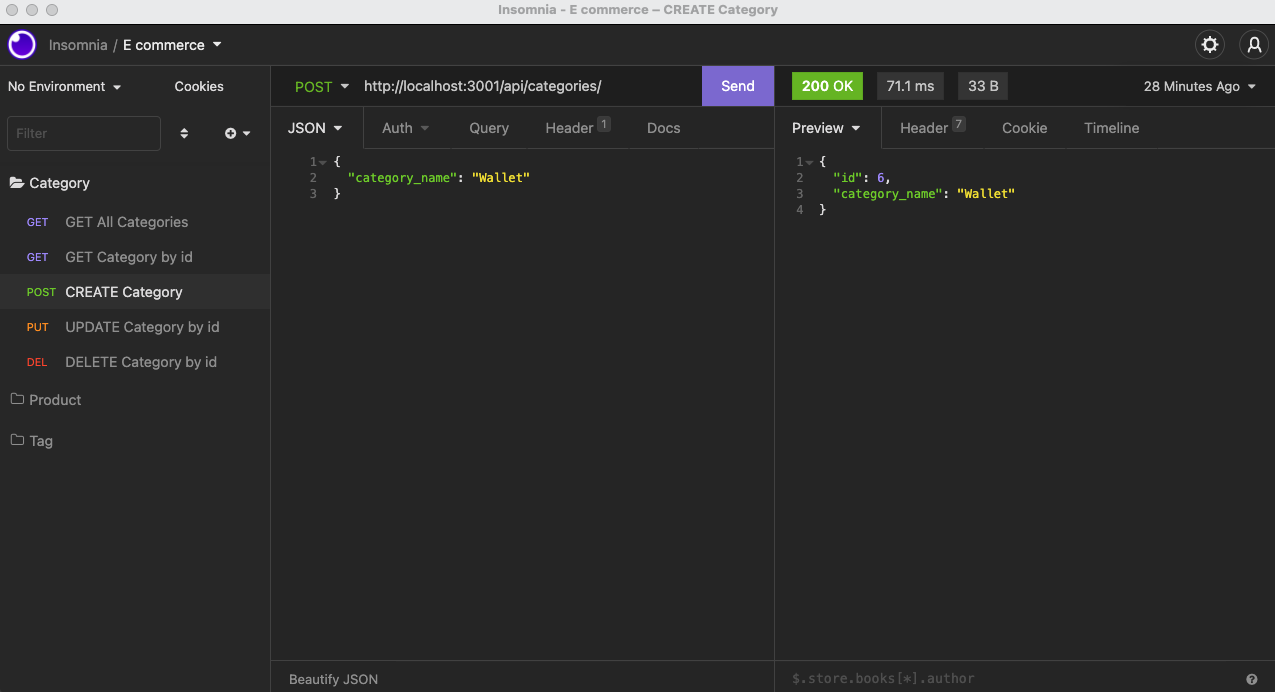 Insomnia - E commerce – CREATE Category
Insomnia / E commerce
No Environment
Cookies
Filter
Category
GET GET All Categories
GET GET Category by id
POST CREATE Category
PUT UPDATE Category by id
DEL DELETE Category by id
Product
Tag
POST http://localhost:3001/api/categories/ Send
JSON Auth Query Header 1 Docs
1 {
2 "category_name": "Wallet"
3 }
Beautify JSON
200 OK 71.1 ms 33 B 28 Minutes Ago
Preview Header 7 Cookie Timeline
1 {
2 "id": 6,
3 "category_name": "Wallet"
4 }
$.store.books[*].author